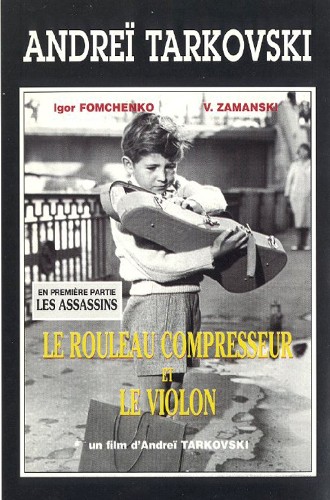 ANDREÏ TARKOVSKI
Igor FOMCHENKO V. ZAMANSKI
EN PREMIÈRE PARTIE
LES ASSASSINS
LE ROULEAU COMPRESSEUR
ET
LE VIOLON
un film d'Andreï TARKOVSKI